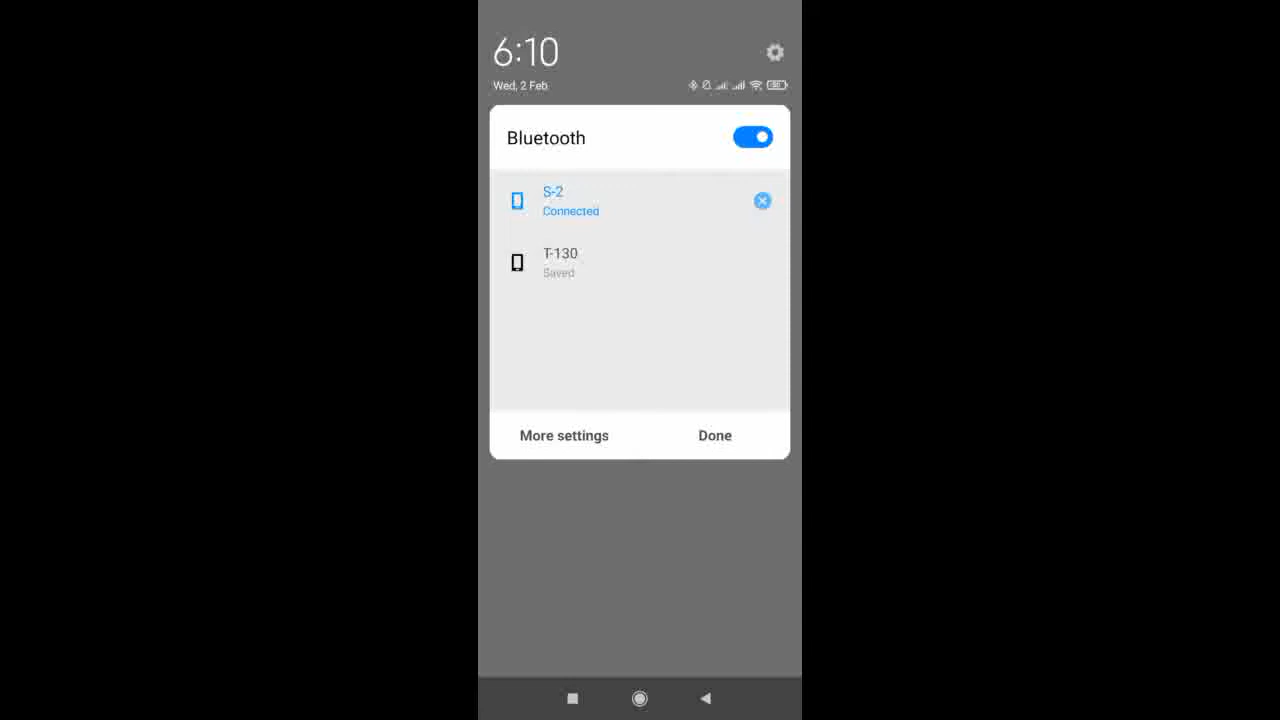 6:10
Wed, 2 Feb
Bluetooth
S-2
Connected
T-130
Saved
More settings
Done